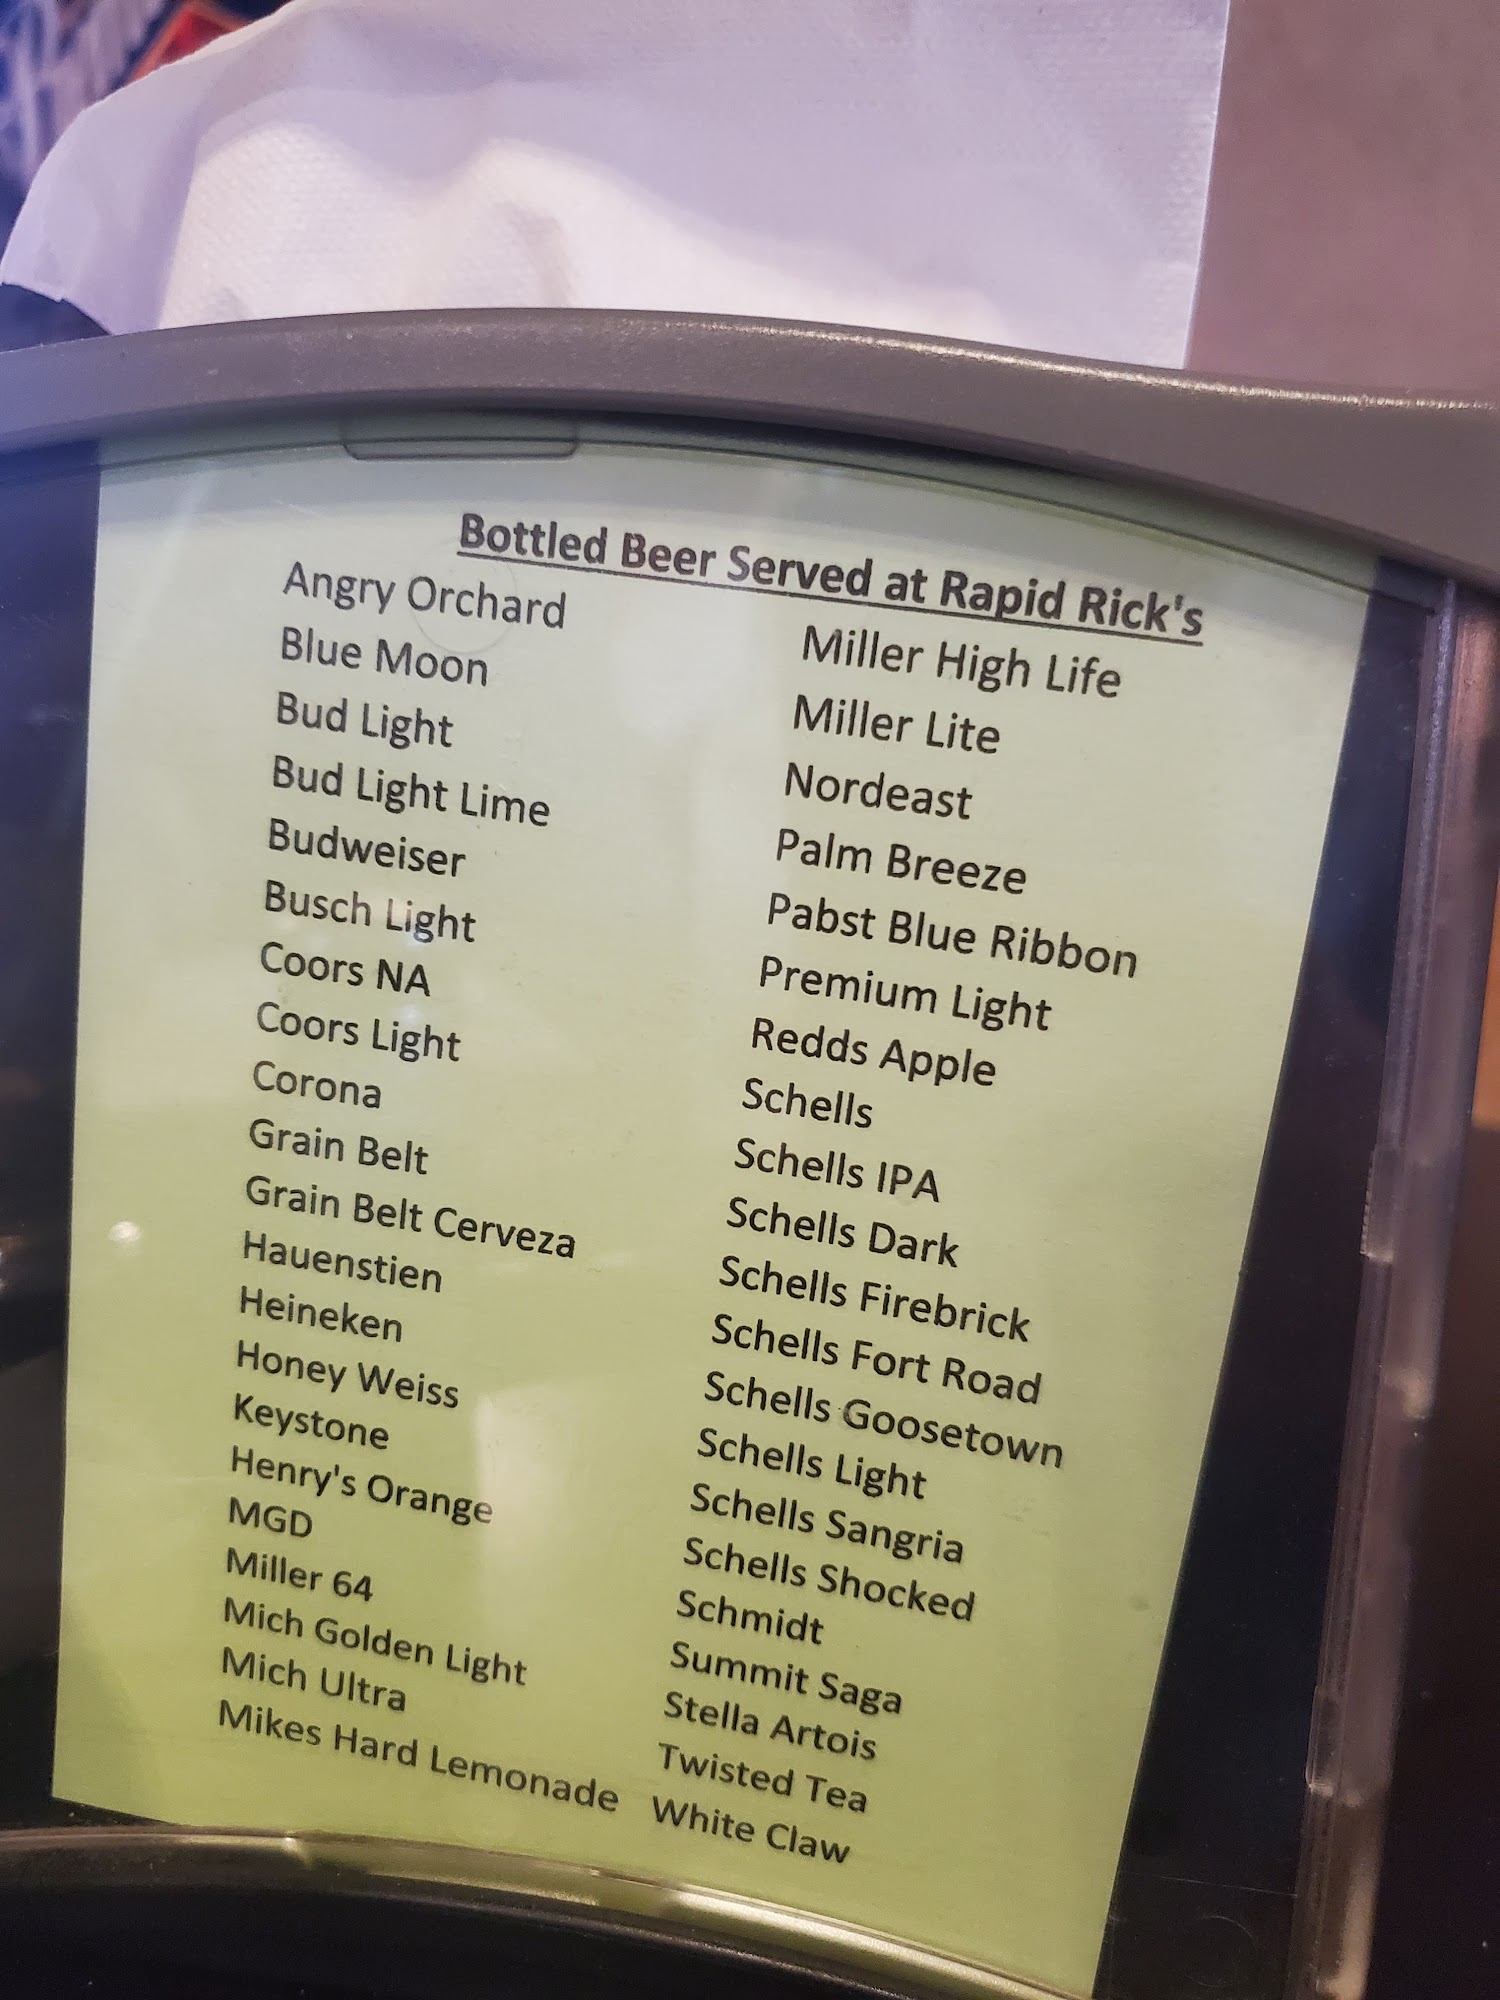 Bottled Beer Served at Rapid Rick's
Angry Orchard
Blue Moon
Bud Light
Bud Light Lime
Budweiser
Busch Light
Coors NA
Coors Light
Corona
Grain Belt
Grain Belt Cerveza
Hauenstien
Heineken
Honey Weiss
Keystone
Henry's Orange
MGD
Miller 64
Mich Golden Light
Mich Ultra
Mikes Hard Lemonade
Miller High Life
Miller Lite
Nordeast
Palm Breeze
Pabst Blue Ribbon
Premium Light
Redds Apple
Schells
Schells IPA
Schells Dark
Schells Firebrick
Schells Fort Road
Schells Goosetown
Schells Light
Schells Sangria
Schells Shocked
Schmidt
Summit Saga
Stella Artois
Twisted Tea
White Claw